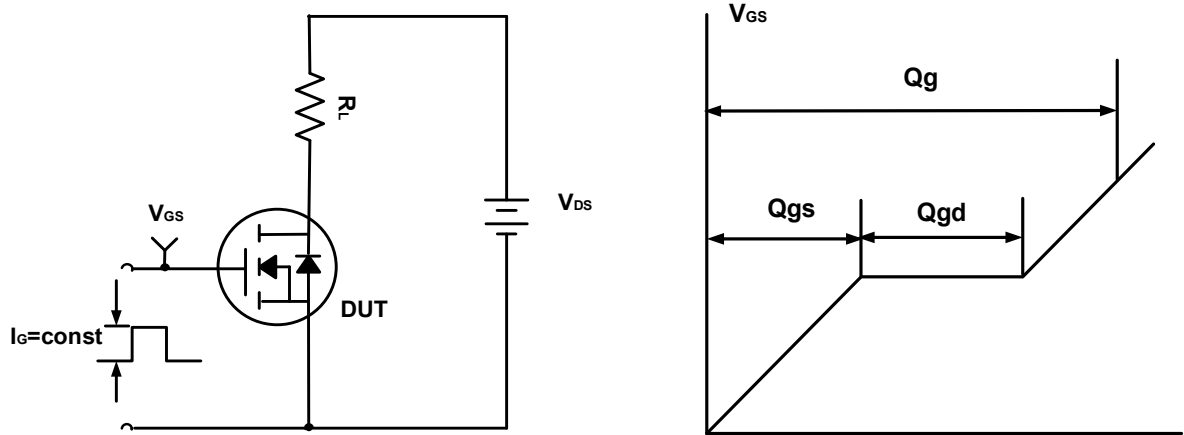 RL
VDS
VGS
DUT
IG=const
VGS
Qg
Qgs
Qgd